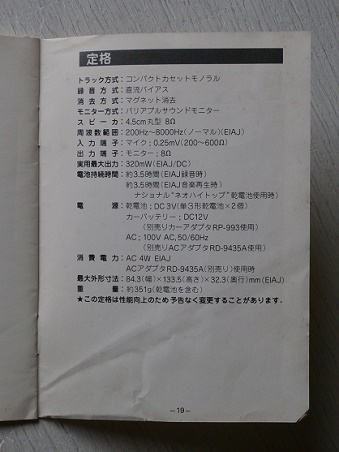 定格
トラック方式：コンパクトカセットモノラル
録音方式：直流バイアス
消去方式：マグネット消去
モニター方式：バリアブルサウンドモニター
スピーカ：4.5cm丸型 8Ω
周波数範囲：200Hz〜8000Hz（ノーマル）（EIAJ）
入力端子：マイク；0.25mV（200〜600Ω）
出力端子：モニター；8Ω
実用最大出力：320mW（EIAJ/DC）
電池持続時間：約3.5時間（EIAJ録音時）
約3.5時間（EIAJ音楽再生時）
ナショナル“ネオハイトップ”乾電池使用時）
電源：乾電池；DC3V（単3形乾電池×2個）
カーバッテリー；DC12V
（別売りカーアダプタRP-993使用）
AC；100V AC,50/60Hz
（別売りACアダプタRD-9435A使用）
消費電力：AC 4W EIAJ
ACアダプタRD-9435A（別売り）使用時
最大外形寸法：84.3（幅）×133.5（高さ）×32.3（奥行）mm（EIAJ）
重量：約351g（乾電池を含む）
★この定格は性能向上のため予告なく変更することがあります。
−19−